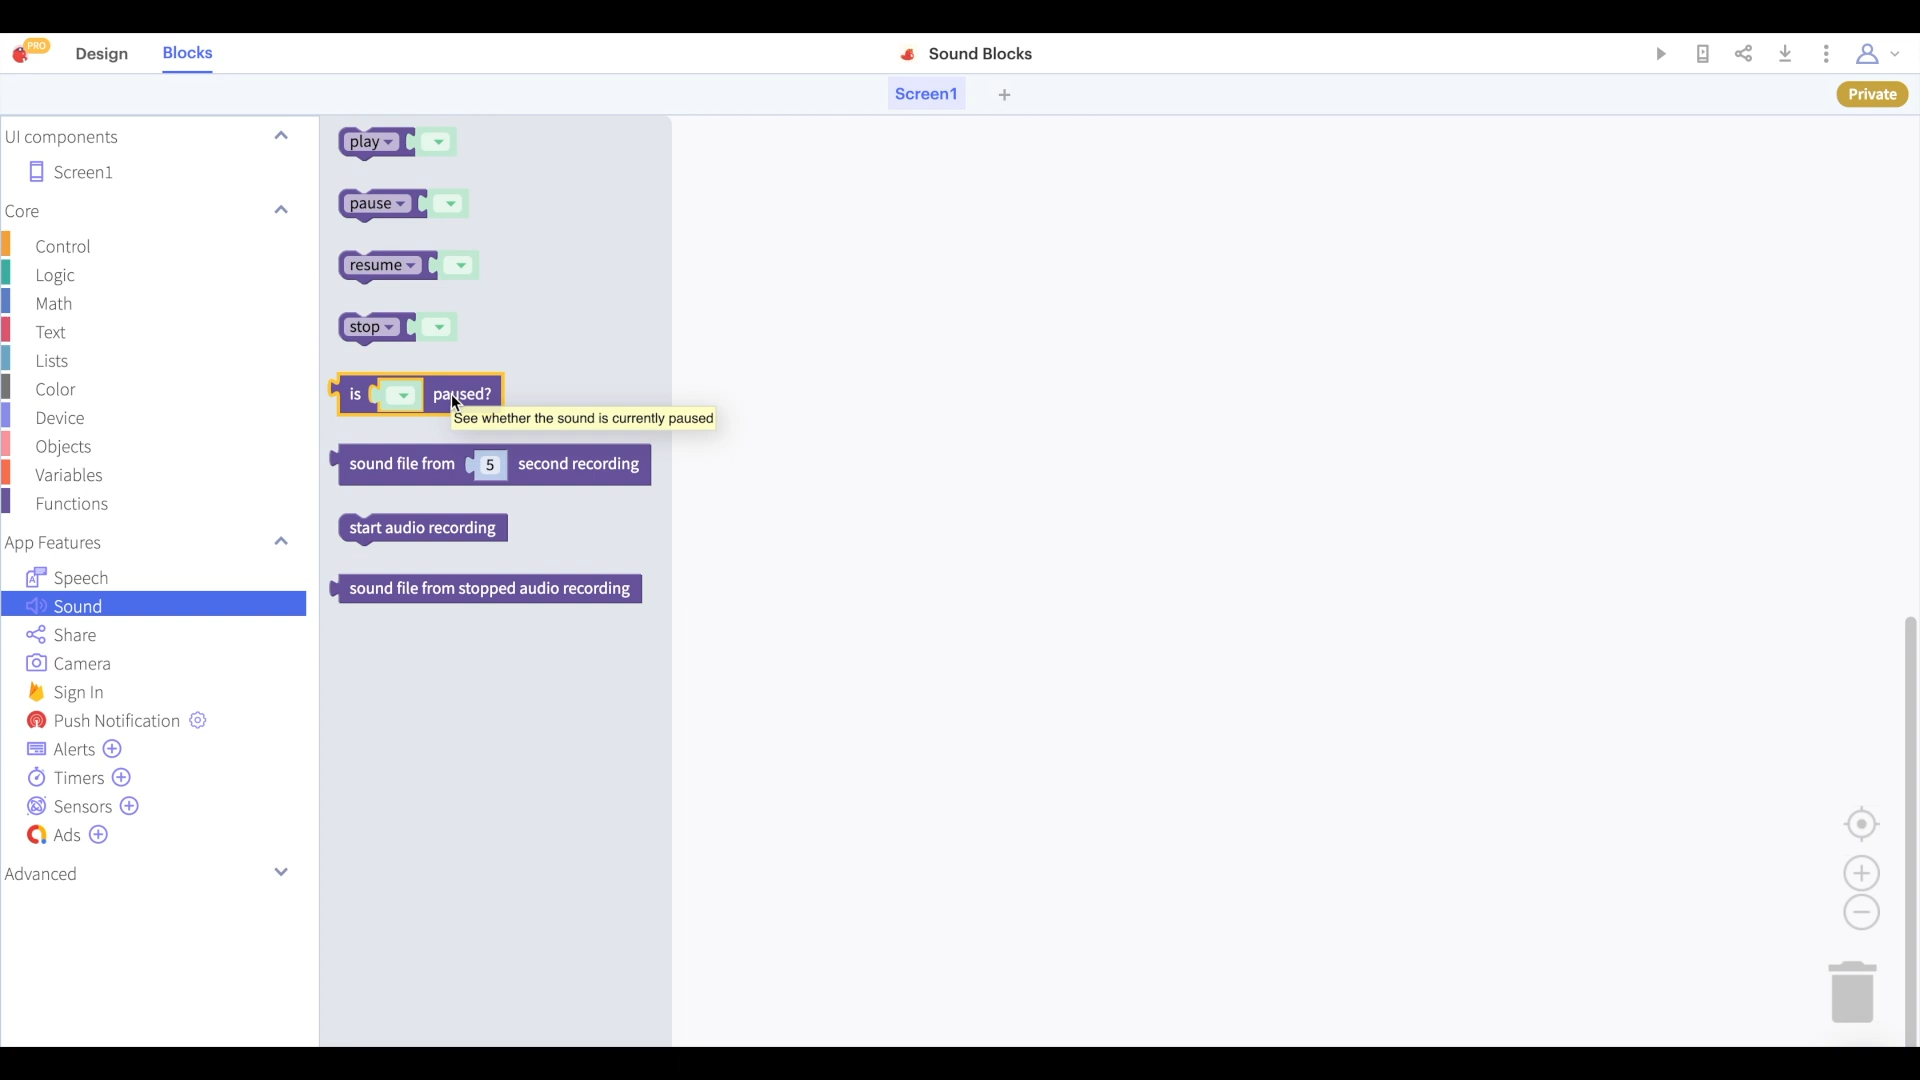 PRO
Design
Blocks
Sound Blocks
Screen1
Private
UI components
Screen1
Core
Control
Logic
Math
Text
Lists
Color
Device
Objects
Variables
Functions
App Features
Speech
Sound
Share
Camera
Sign In
Push Notification
Alerts
Timers
Sensors
Ads
Advanced
play
pause
resume
stop
is paused?
See whether the sound is currently paused
sound file from 5 second recording
start audio recording
sound file from stopped audio recording